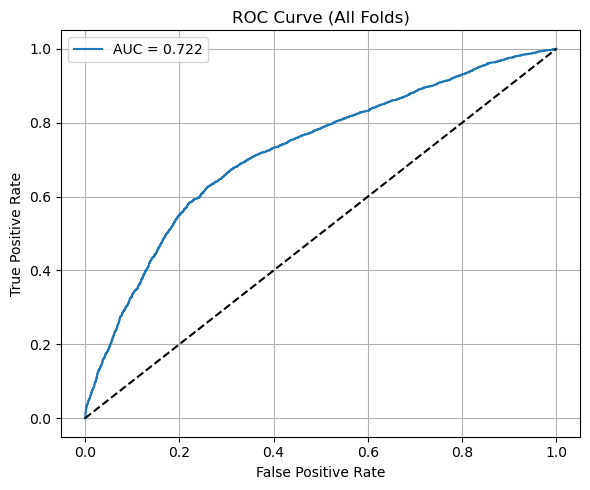 ROC Curve (All Folds)
AUC = 0.722
True Positive Rate
1.0
0.8
0.6
0.4
0.2
0.0
0.0 0.2 0.4 0.6 0.8 1.0
False Positive Rate